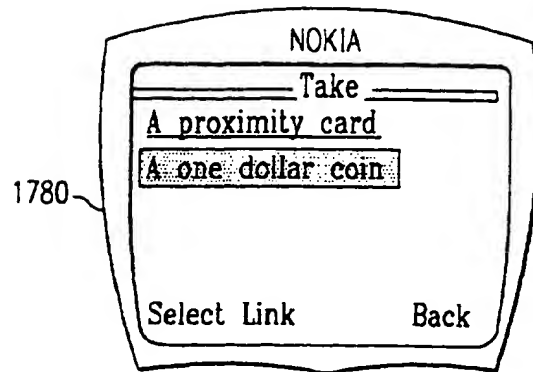 NOKIA
Take
A proximity card
A one dollar coin
1780
Select Link Back